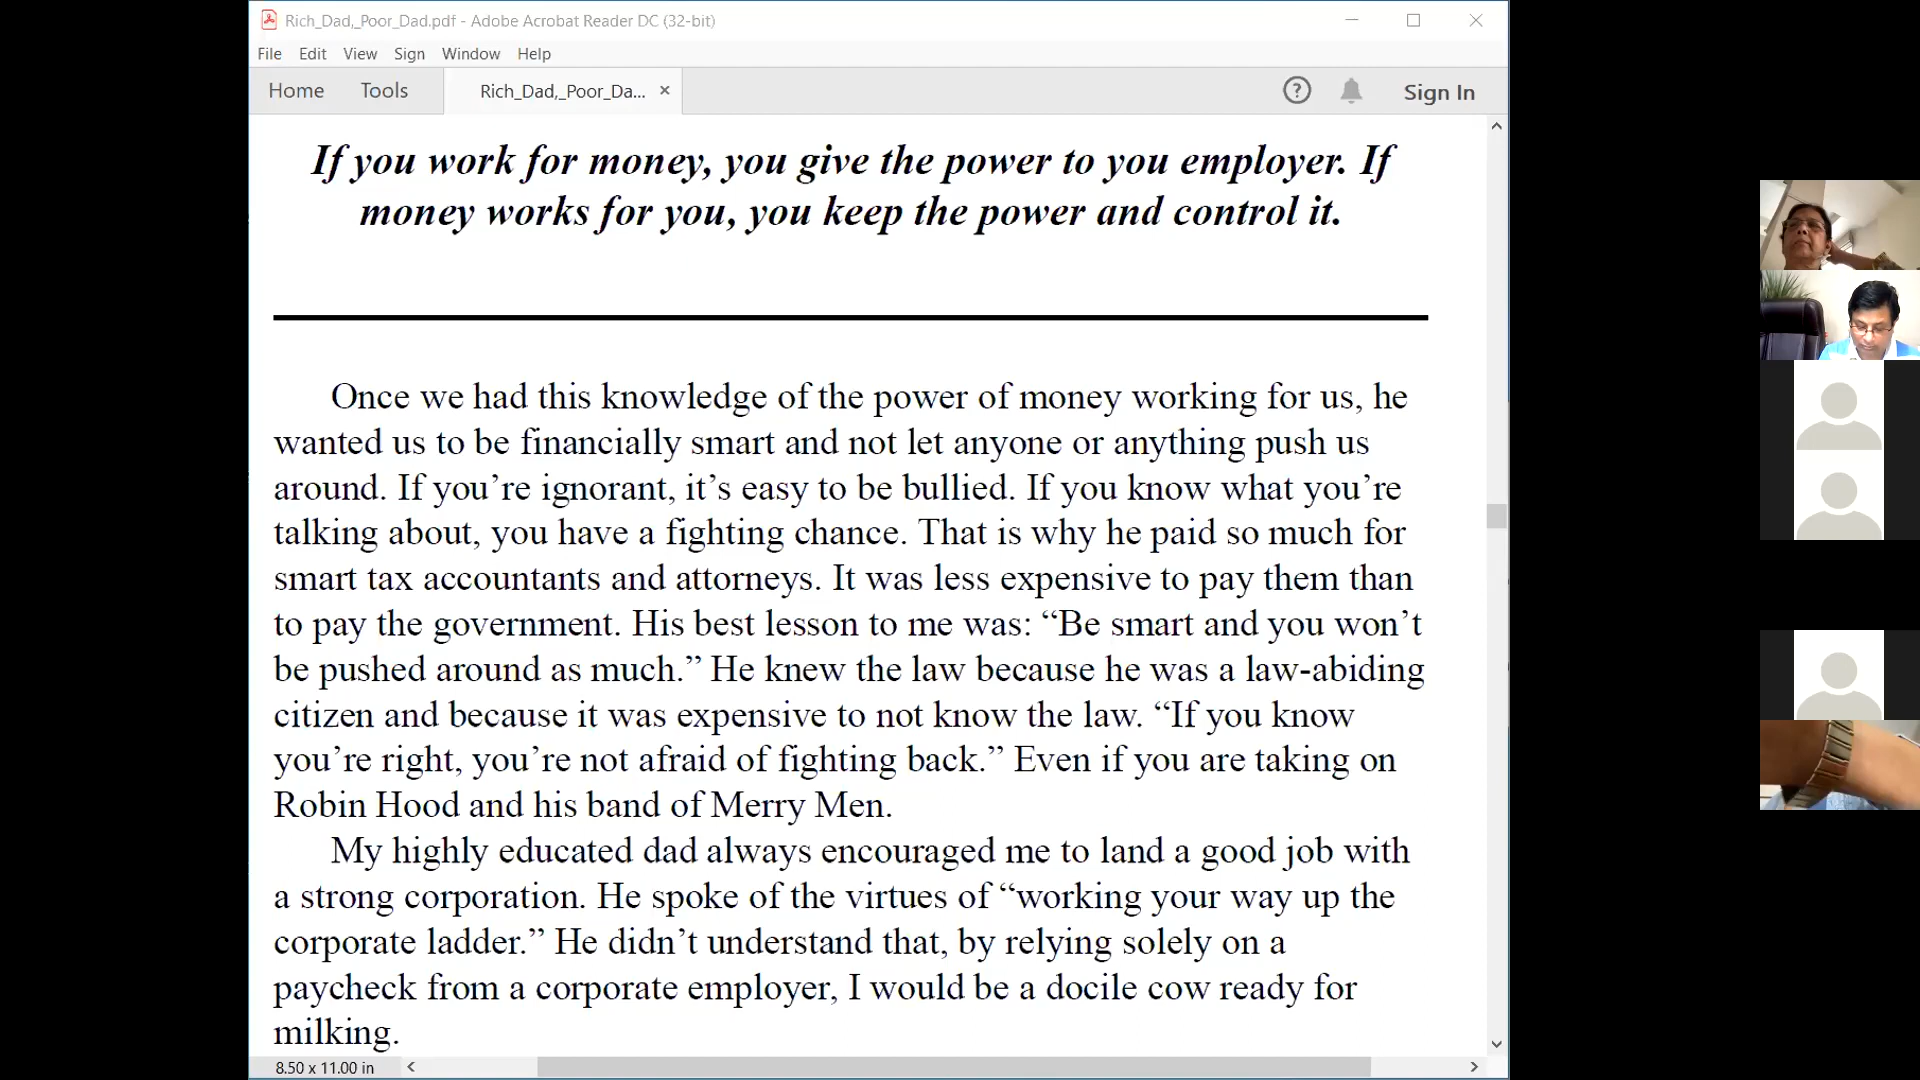 Rich_Dad,_Poor_Dad.pdf - Adobe Acrobat Reader DC (32-bit)
File Edit View Sign Window Help
Home Tools Rich_Dad,_Poor_Da... × ? Sign In
If you work for money, you give the power to you employer. If
money works for you, you keep the power and control it.
Once we had this knowledge of the power of money working for us, he
wanted us to be financially smart and not let anyone or anything push us
around. If you’re ignorant, it’s easy to be bullied. If you know what you’re
talking about, you have a fighting chance. That is why he paid so much for
smart tax accountants and attorneys. It was less expensive to pay them than
to pay the government. His best lesson to me was: “Be smart and you won’t
be pushed around as much.” He knew the law because he was a law-abiding
citizen and because it was expensive to not know the law. “If you know
you’re right, you’re not afraid of fighting back.” Even if you are taking on
Robin Hood and his band of Merry Men.
My highly educated dad always encouraged me to land a good job with
a strong corporation. He spoke of the virtues of “working your way up the
corporate ladder.” He didn’t understand that, by relying solely on a
paycheck from a corporate employer, I would be a docile cow ready for
milking.
8.50 x 11.00 in